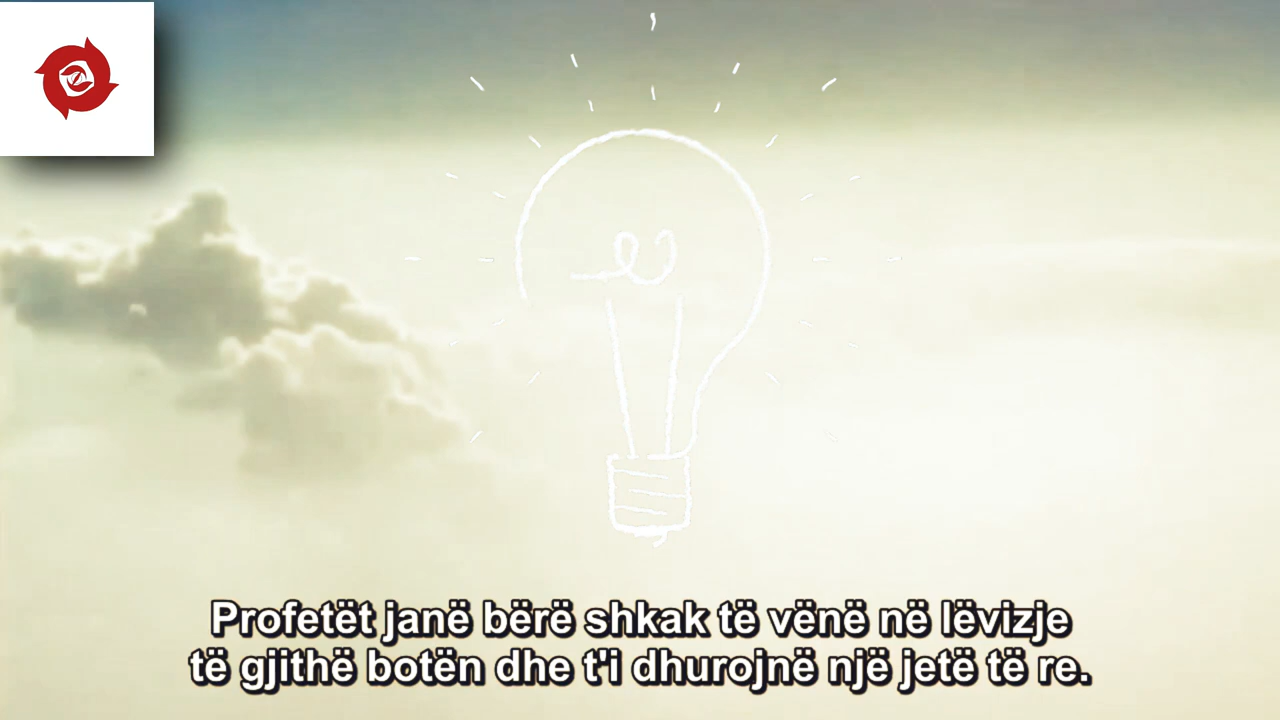 Profetët janë bërë shkak të vënë në lëvizje
të gjithë botën dhe t'i dhurojnë një jetë të re.